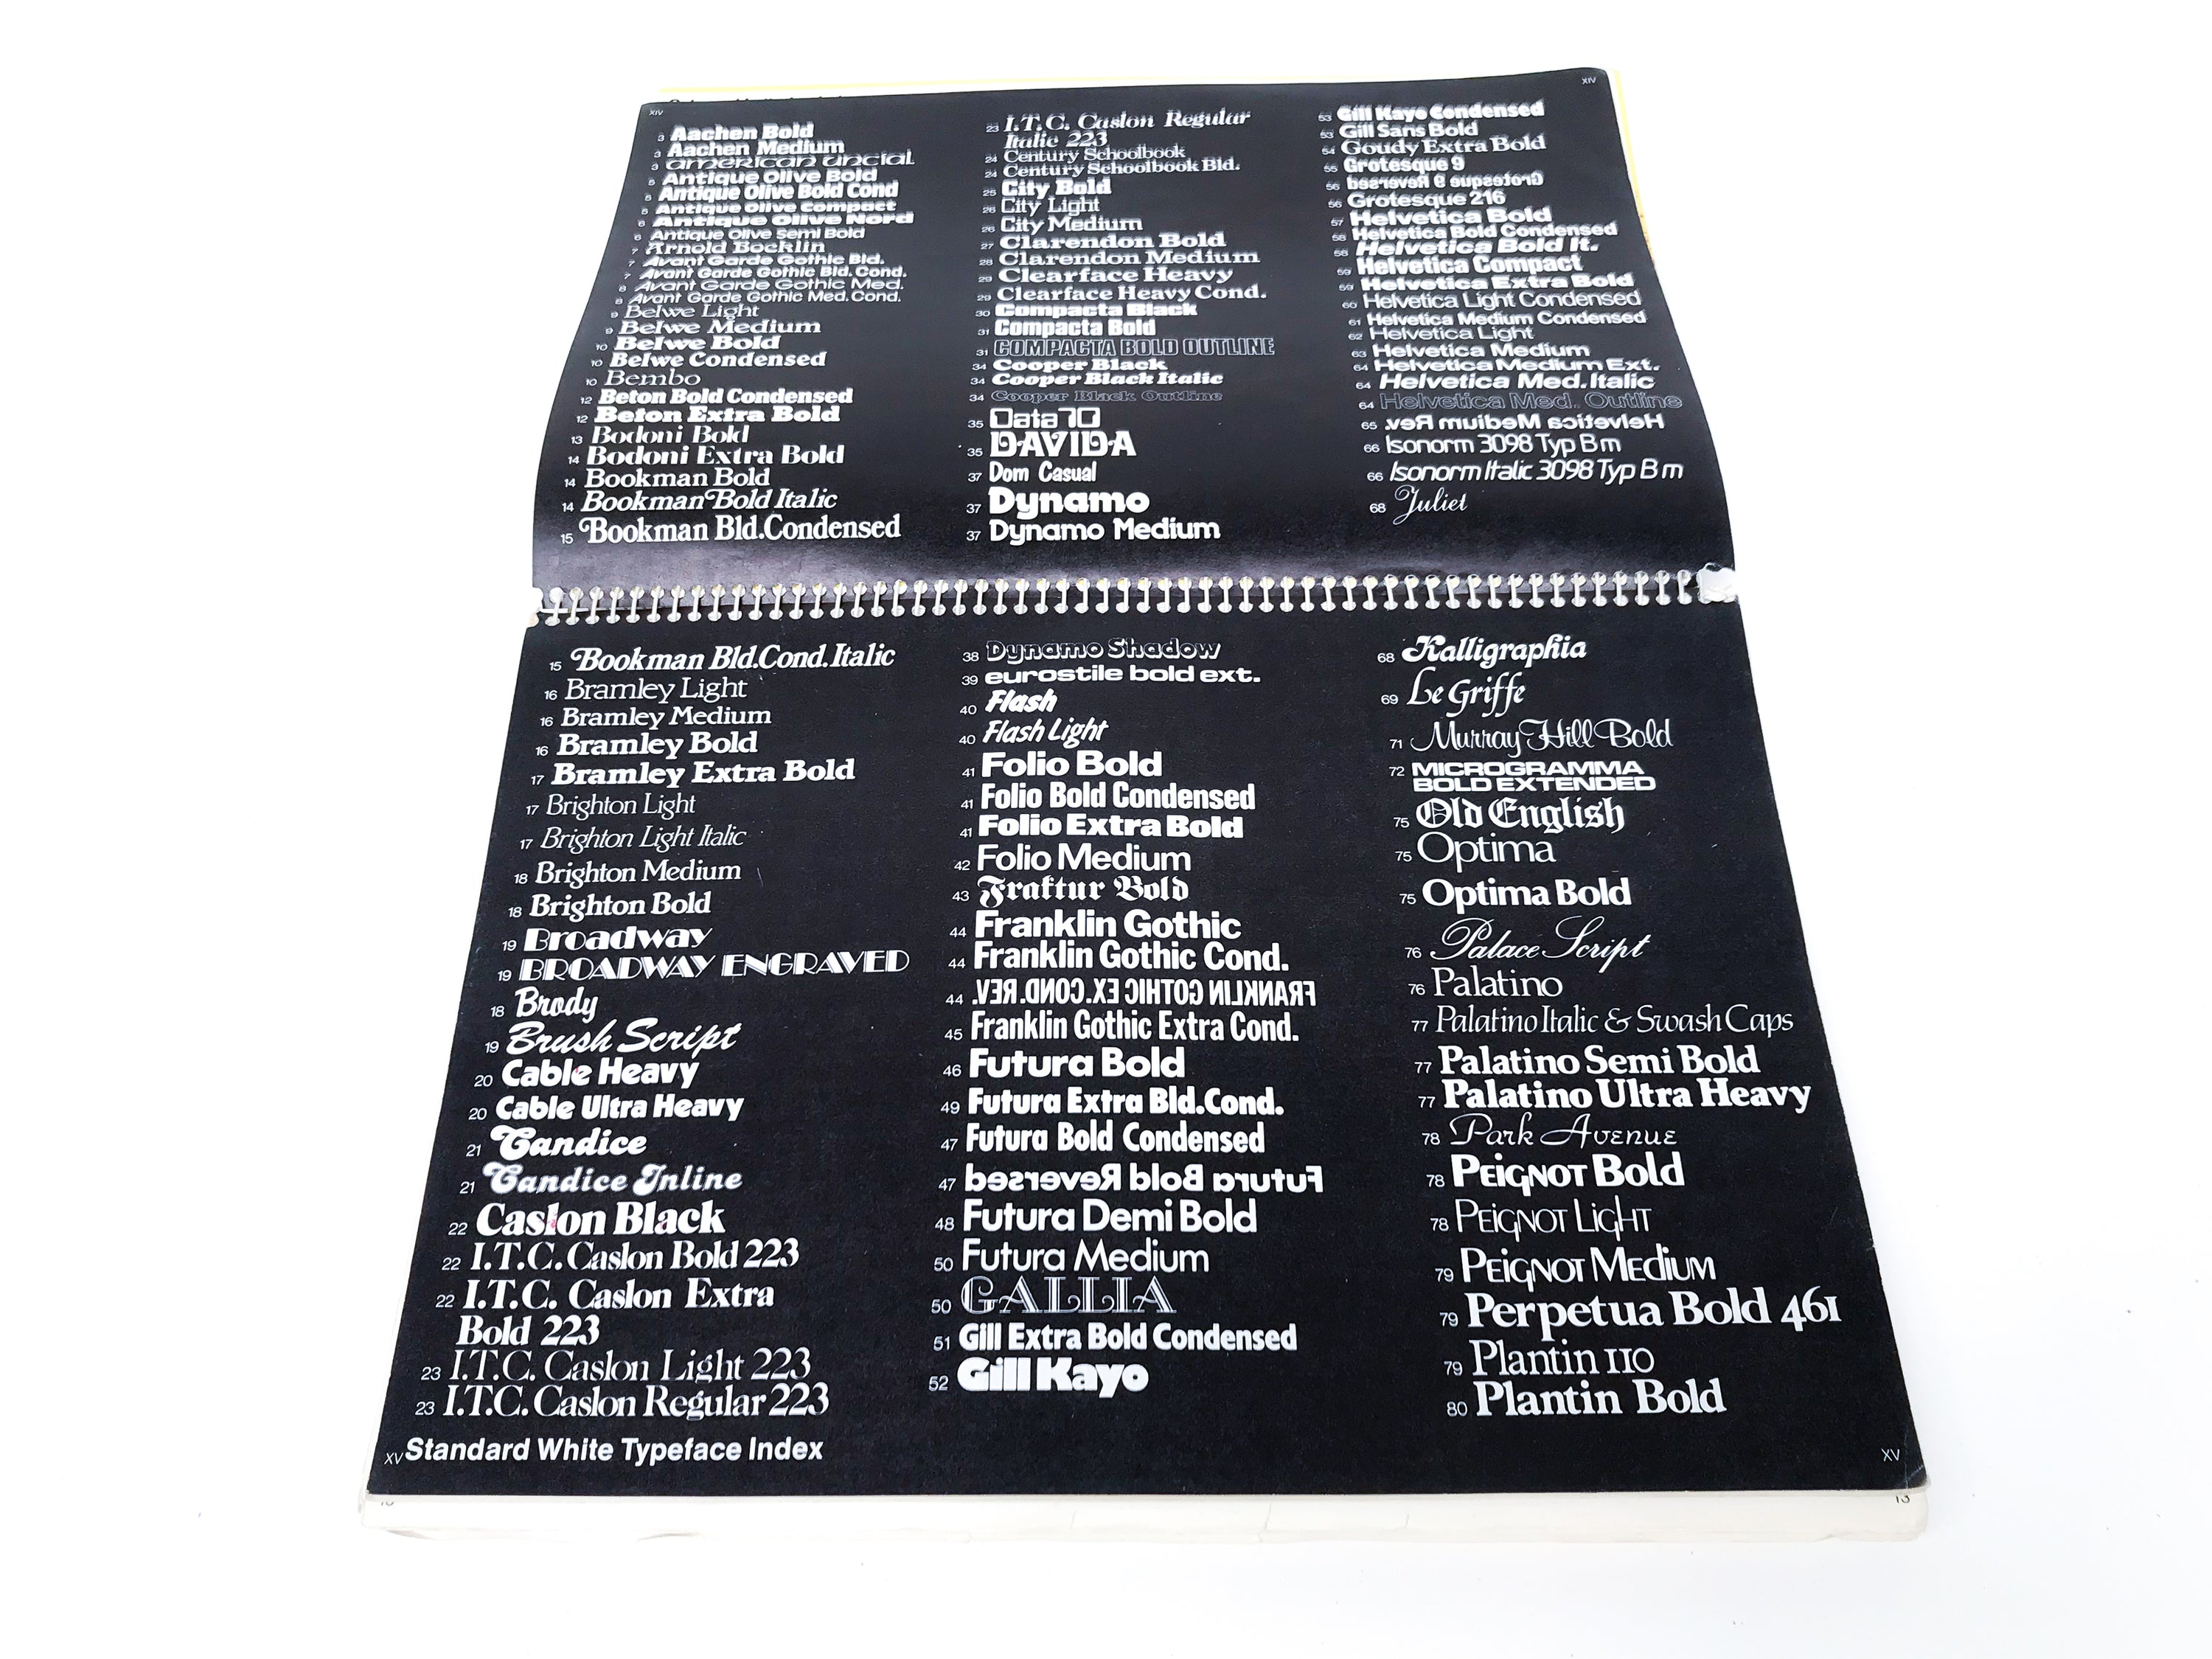 XIV
XIV
3 Aachen Bold
3 Aachen Medium
3 american uncial
5 Antique Olive Bold
5 Antique Olive Bold Cond
5 Antique Olive Compact
6 Antique Olive Nord
6 Antique Olive Semi Bold
7 Arnold Bocklin
7 Avant Garde Gothic Bld.
7 Avant Garde Gothic Bld. Cond.
8 Avant Garde Gothic Med.
8 Avant Garde Gothic Med. Cond.
9 Belwe Light
9 Belwe Medium
10 Belwe Bold
10 Belwe Condensed
10 Bembo
12 Beton Bold Condensed
12 Beton Extra Bold
13 Bodoni Bold
14 Bodoni Extra Bold
14 Bookman Bold
14 Bookman Bold Italic
15 Bookman Bld.Condensed
23 I.T.C. Caslon Regular
Italic 223
24 Century Schoolbook
24 Century Schoolbook Bld.
25 City Bold
26 City Light
26 City Medium
27 Clarendon Bold
28 Clarendon Medium
29 Clearface Heavy
29 Clearface Heavy Cond.
30 Compacta Black
31 Compacta Bold
31 COMPACTA BOLD OUTLINE
34 Cooper Black
34 Cooper Black Italic
34 Cooper Black Outline
35 Data 70
35 DAVIDA
37 Dom Casual
37 Dynamo
37 Dynamo Medium
53 Gill Kayo Condensed
53 Gill Sans Bold
54 Goudy Extra Bold
55 Grotesque 9
56 Grotesque 9 Reversed
56 Grotesque 216
57 Helvetica Bold
58 Helvetica Bold Condensed
58 Helvetica Bold It.
59 Helvetica Compact
59 Helvetica Extra Bold
60 Helvetica Light Condensed
61 Helvetica Medium Condensed
62 Helvetica Light
63 Helvetica Medium
64 Helvetica Medium Ext.
64 Helvetica Med. Italic
64 Helvetica Med. Outline
65 Helvetica Medium Rev.
66 Isonorm 3098 Typ B m
66 Isonorm Italic 3098 Typ B m
68 Juliet
15 Bookman Bld.Cond.Italic
16 Bramley Light
16 Bramley Medium
16 Bramley Bold
17 Bramley Extra Bold
17 Brighton Light
17 Brighton Light Italic
18 Brighton Medium
18 Brighton Bold
19 Broadway
19 BROADWAY ENGRAVED
18 Brody
19 Brush Script
20 Cable Heavy
20 Cable Ultra Heavy
21 Candice
21 Candice Inline
22 Caslon Black
22 I.T.C. Caslon Bold 223
22 I.T.C. Caslon Extra
Bold 223
23 I.T.C. Caslon Light 223
23 I.T.C. Caslon Regular 223
38 Dynamo Shadow
39 eurostile bold ext.
40 Flash
40 Flash Light
41 Folio Bold
41 Folio Bold Condensed
41 Folio Extra Bold
42 Folio Medium
43 Fraktur Bold
44 Franklin Gothic
44 Franklin Gothic Cond.
44 FRANKLIN GOTHIC EX.COND. REV.
45 Franklin Gothic Extra Cond.
46 Futura Bold
49 Futura Extra Bld.Cond.
47 Futura Bold Condensed
47 Futura Bold Reversed
48 Futura Demi Bold
50 Futura Medium
50 GALLIA
51 Gill Extra Bold Condensed
52 Gill Kayo
68 Kalligraphia
69 Le Griffe
71 Murray Hill Bold
72 MICROGRAMMA
BOLD EXTENDED
75 Old English
75 Optima
75 Optima Bold
76 Palace Script
76 Palatino
77 Palatino Italic & Swash Caps
77 Palatino Semi Bold
77 Palatino Ultra Heavy
78 Park Avenue
78 PEIGNOT Bold
78 PEIGNOT LIGHT
79 PEIGNOT MEDIUM
79 Perpetua Bold 461
79 Plantin 110
80 Plantin Bold
XV Standard White Typeface Index
XV
13